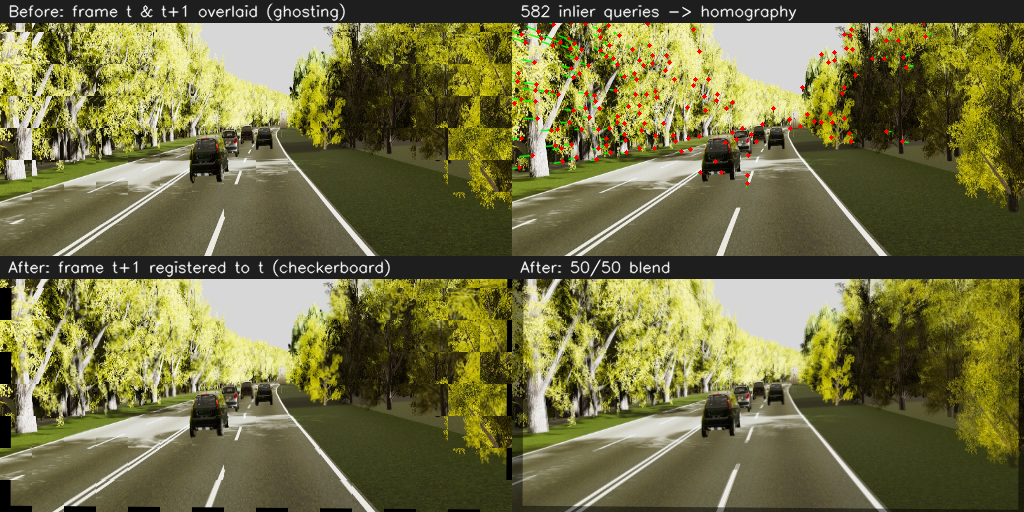 Before: frame t & t+1 overlaid (ghosting)
582 inlier queries -> homography
After: frame t+1 registered to t (checkerboard)
After: 50/50 blend